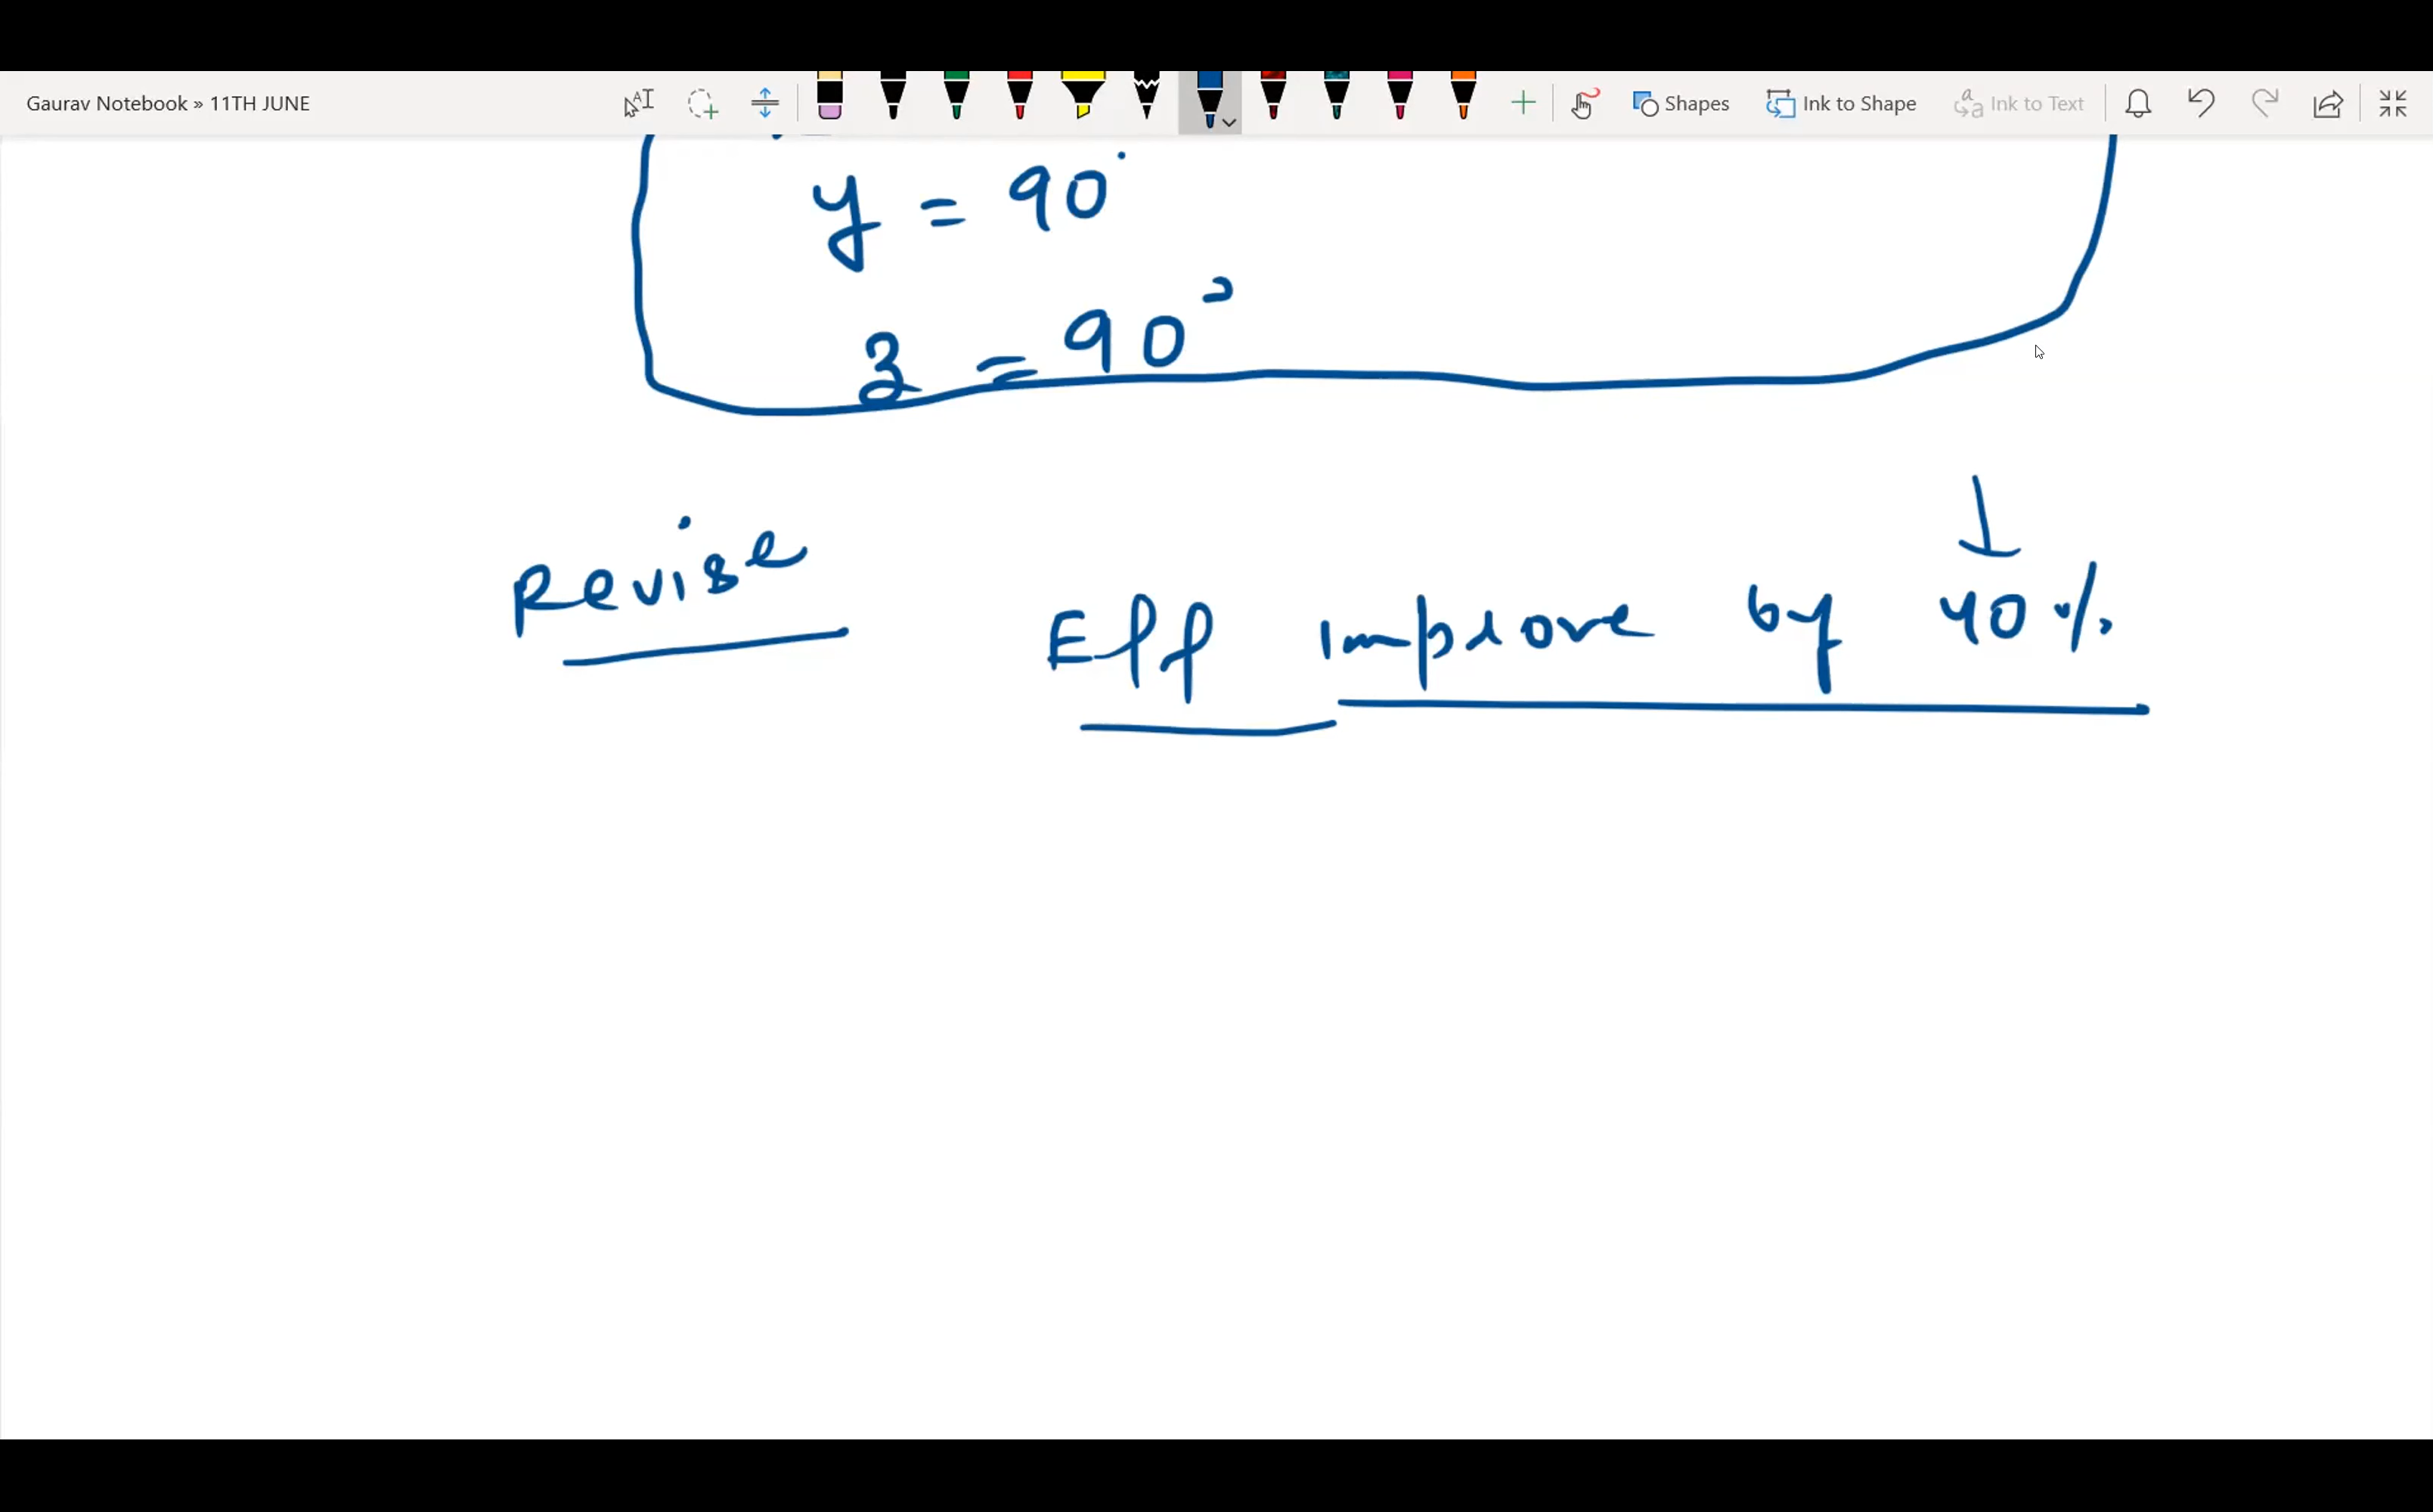 Gaurav Notebook » 11TH JUNE
Shapes
Ink to Shape
Ink to Text
y = 90°
z = 90°
Revise
Eff improve by 40%